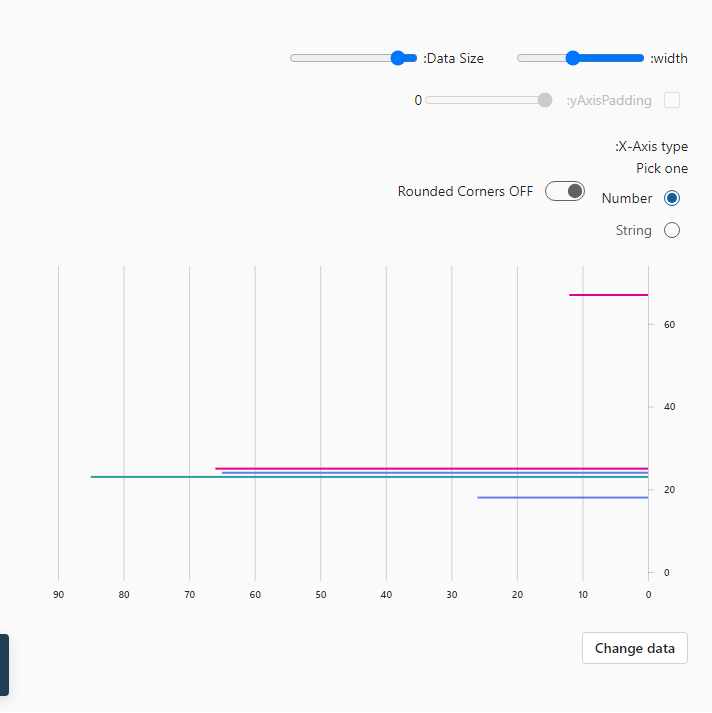 width:
Data Size:
yAxisPadding:
0
X-Axis type:
Pick one
Number
String
Rounded Corners OFF
60
40
20
0
90 80 70 60 50 40 30 20 10 0
Change data